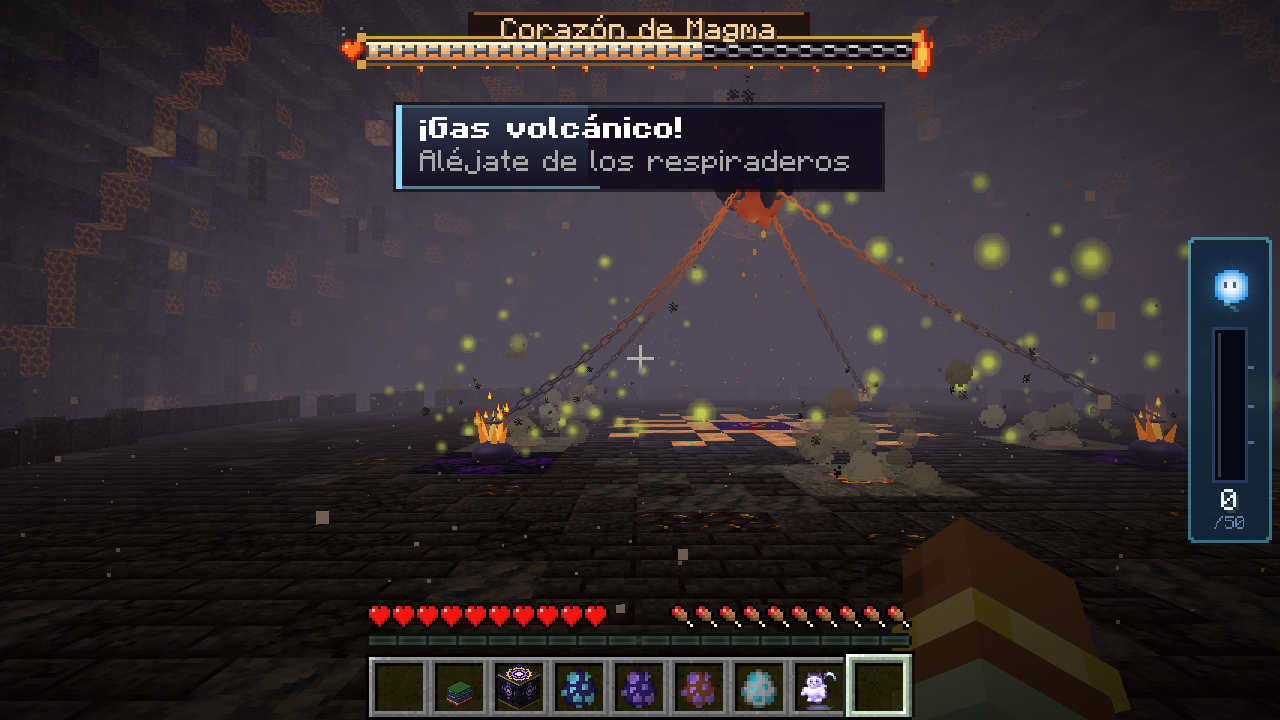 Corazón de Magma
¡Gas volcánico!
Aléjate de los respiraderos
0
/50